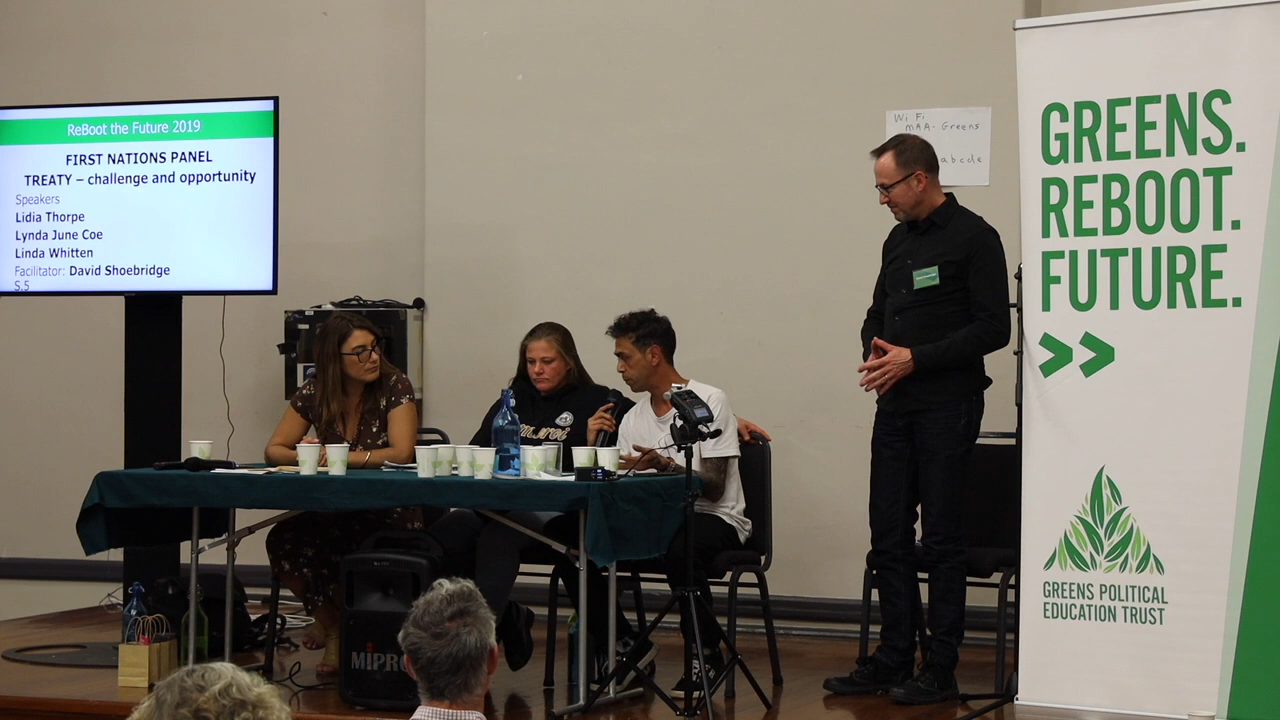 ReBoot the Future 2019
FIRST NATIONS PANEL
TREATY – challenge and opportunity
Speakers
Lidia Thorpe
Lynda June Coe
Linda Whitten
Facilitator: David Shoebridge
S.5
Wi Fi
MAA-Greens
abcde
GREENS.
REBOOT.
FUTURE.
>>
GREENS POLITICAL
EDUCATION TRUST
MIPRO